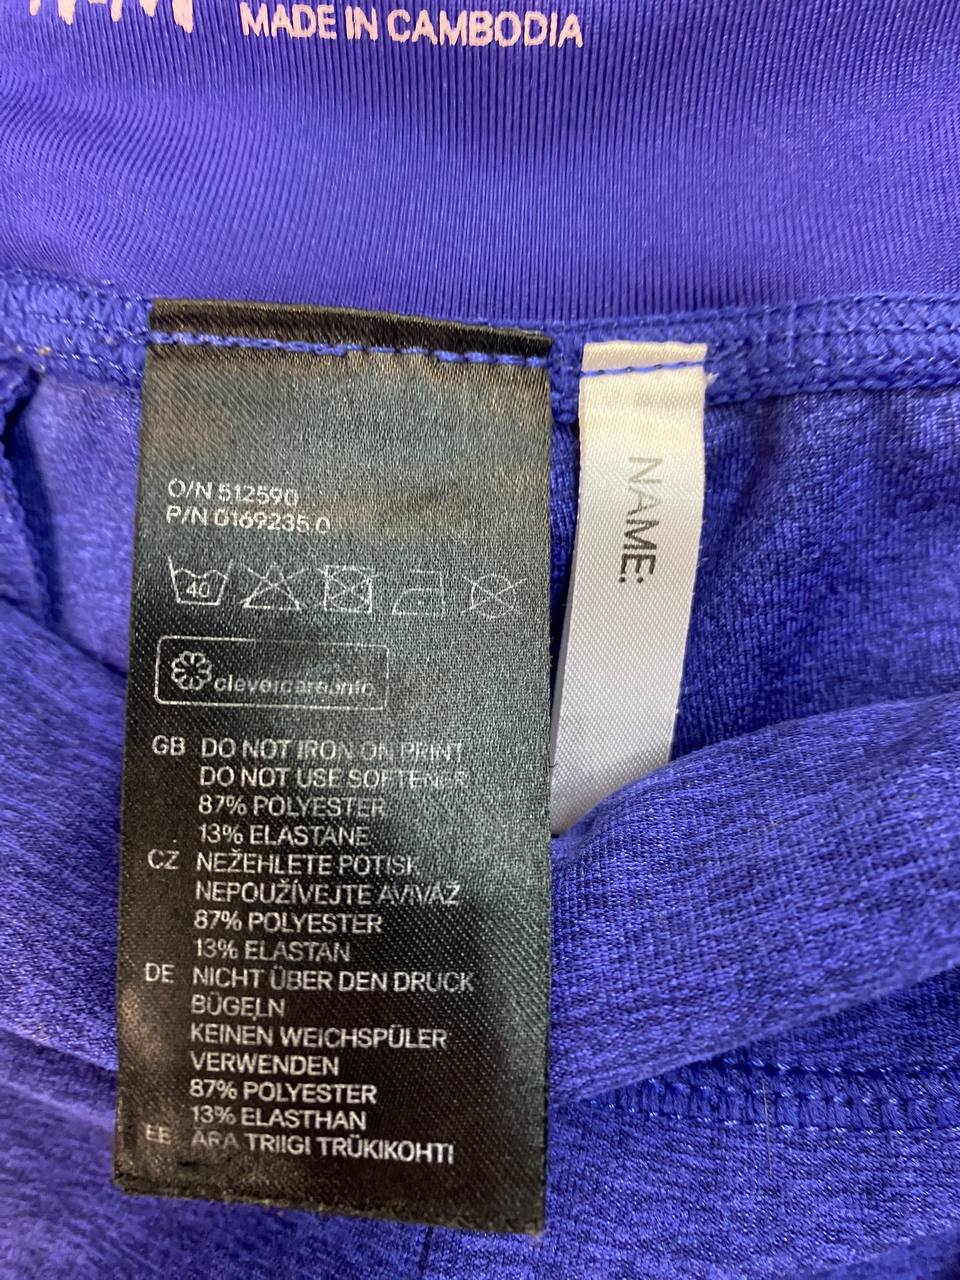 MADE IN CAMBODIA
O/N 512590
P/N 0169235 0
NAME:
40
clevercare.info
GB DO NOT IRON ON PRINT
DO NOT USE SOFTENER
87% POLYESTER
13% ELASTANE
CZ NEŽEHLETE POTISK
NEPOUŽÍVEJTE AVIVÁŽ
87% POLYESTER
13% ELASTAN
DE NICHT ÜBER DEN DRUCK
BÜGELN
KEINEN WEICHSPÜLER
VERWENDEN
87% POLYESTER
13% ELASTHAN
EE ÄRA TRIIGI TRÜKIKOHTI